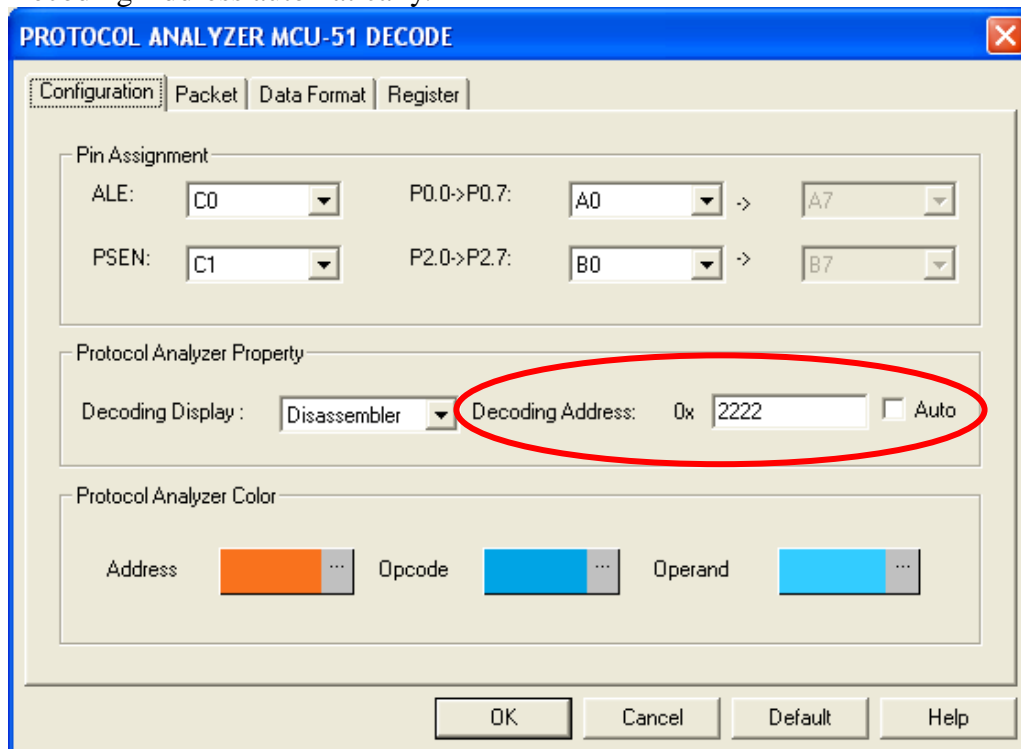 PROTOCOL ANALYZER MCU-51 DECODE
Configuration Packet Data Format Register
Pin Assignment
ALE: C0 P0.0->P0.7: A0 -> A7
PSEN: C1 P2.0->P2.7: B0 -> B7
Protocol Analyzer Property
Decoding Display : Disassembler Decoding Address: 0x 2222 Auto
Protocol Analyzer Color
Address ... Opcode ... Operand ...
OK Cancel Default Help